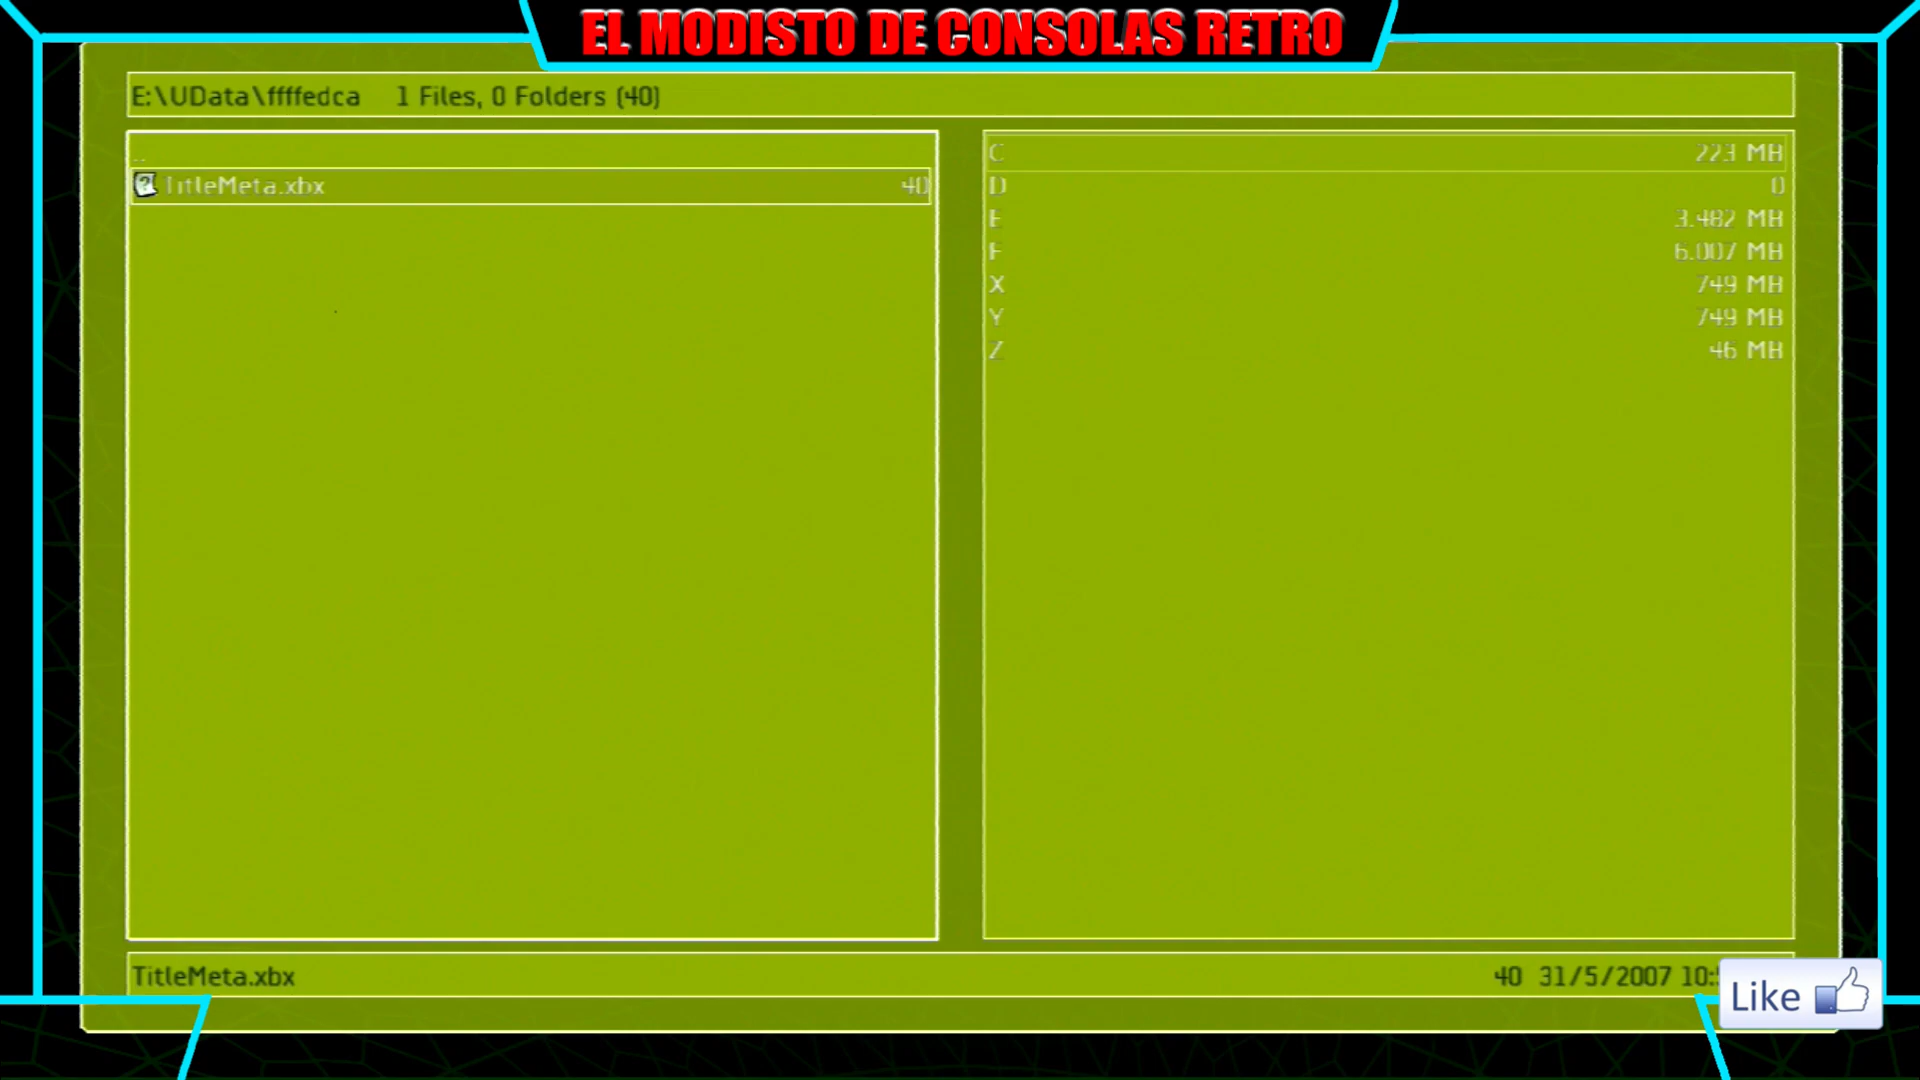 EL MODISTO DE CONSOLAS RETRO
E:\UData\ffffedca 1 Files, 0 Folders (40)
..
TitleMeta.xbx 40
C 223 MB
D 0
E 3.482 MB
F 6.007 MB
X 749 MB
Y 749 MB
Z 46 MB
TitleMeta.xbx 40 31/5/2007 10:
Like